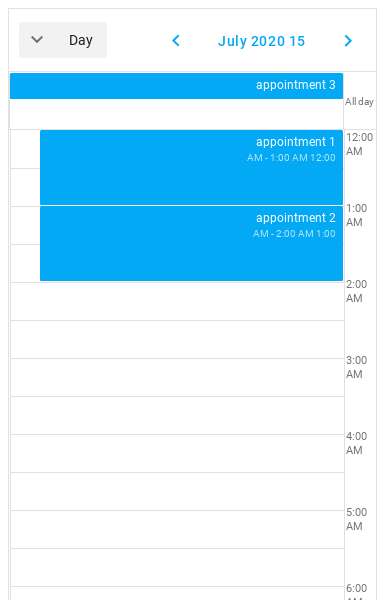 Day
July 2020 15
appointment 3
All day
12:00
AM
appointment 1
AM - 1:00 AM 12:00
1:00
AM
appointment 2
AM - 2:00 AM 1:00
2:00
AM
3:00
AM
4:00
AM
5:00
AM
6:00
AM